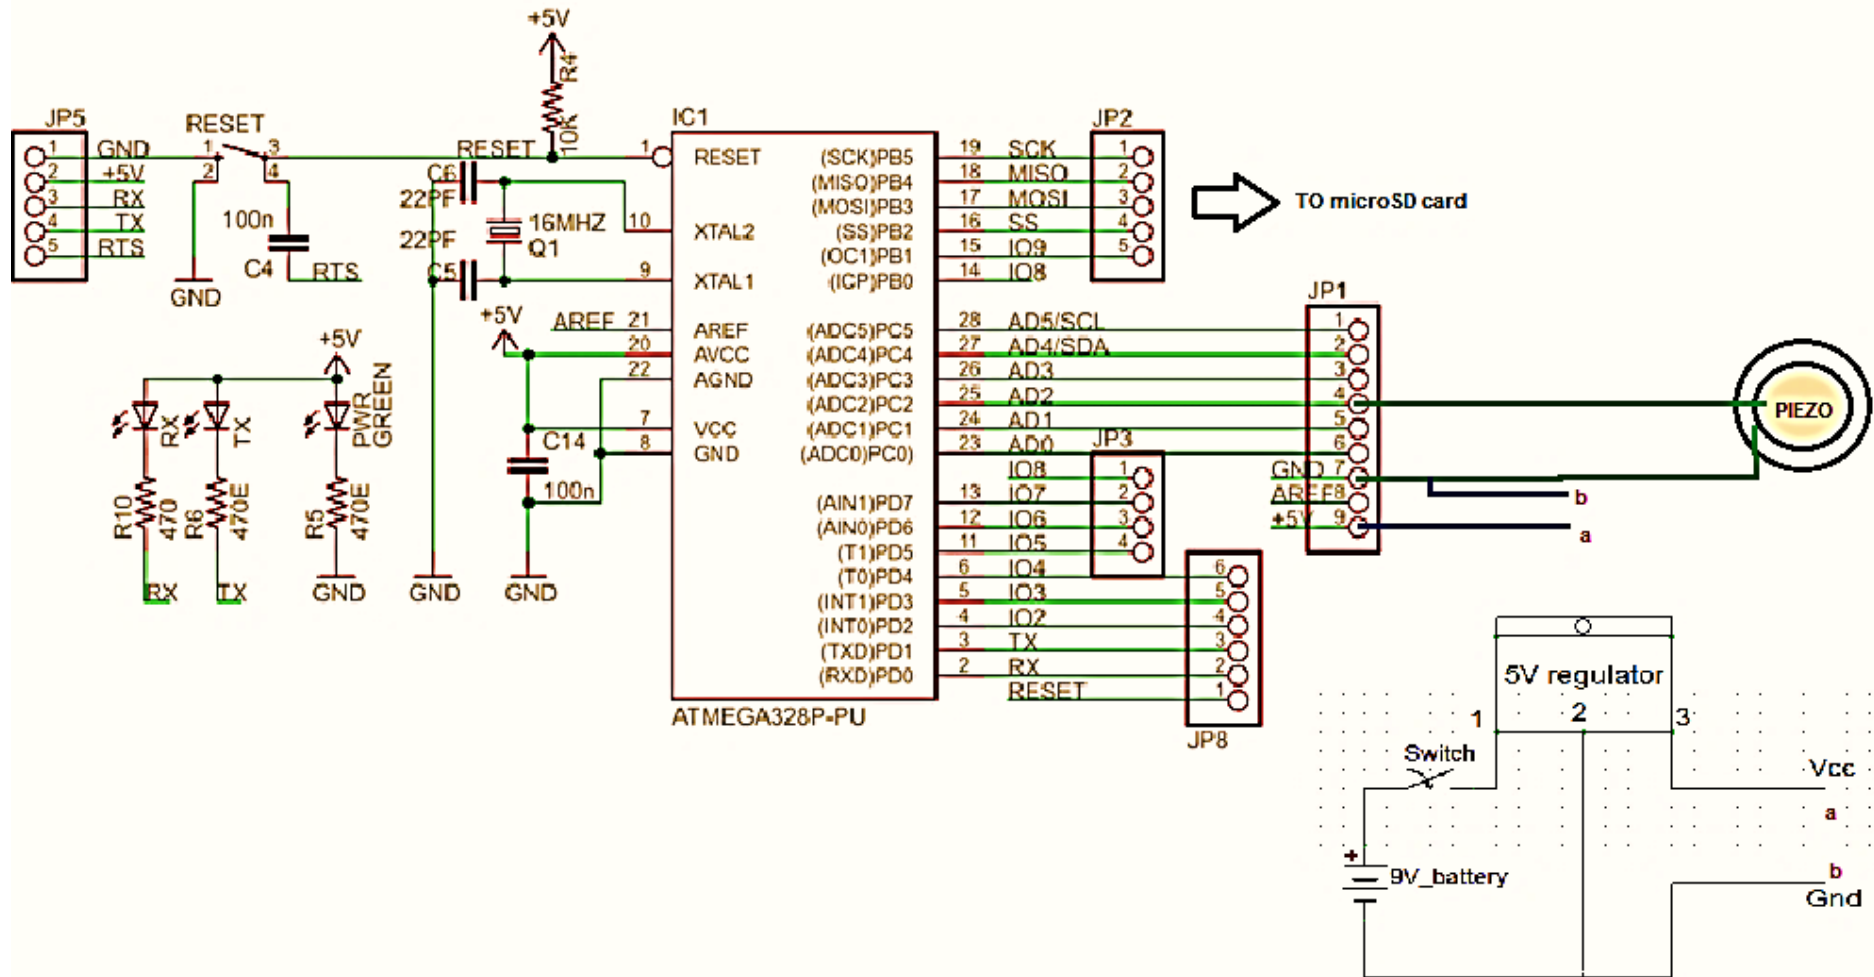 +5V
R4
10K
JP5
RESET
1 GND
2 +5V
3 RX
4 TX
5 RTS
1 3
2 4
100n
C4
RTS
GND
RESET
C6
22PF
22PF
C5
16MHZ
Q1
+5V
AREF
+5V
RX
TX
PWR
GREEN
R10
470
R6
470E
R5
470E
RX
TX
GND
GND
GND
C14
100n
IC1
1 RESET
10 XTAL2
9 XTAL1
21 AREF
20 AVCC
22 AGND
7 VCC
8 GND
(SCK)PB5 19 SCK
(MISO)PB4 18 MISO
(MOSI)PB3 17 MOSI
(SS)PB2 16 SS
(OC1)PB1 15 IO9
(ICP)PB0 14 IO8
(ADC5)PC5 28 AD5/SCL
(ADC4)PC4 27 AD4/SDA
(ADC3)PC3 26 AD3
(ADC2)PC2 25 AD2
(ADC1)PC1 24 AD1
(ADC0)PC0) 23 AD0
(AIN1)PD7 13 IO7
(AIN0)PD6 12 IO6
(T1)PD5 11 IO5
(T0)PD4 6 IO4
(INT1)PD3 5 IO3
(INT0)PD2 4 IO2
(TXD)PD1 3 TX
(RXD)PD0 2 RX
RESET
ATMEGA328P-PU
JP2
1
2
3
4
5
TO microSD card
JP1
1
2
3
4
5
6
GND 7
AREF 8
+5V 9
b
a
PIEZO
JP3
IO8 1
2
3
4
6
5
4
3
2
1
JP8
5V regulator
1 2 3
Switch
Vcc
a
+
9V_battery
b
Gnd